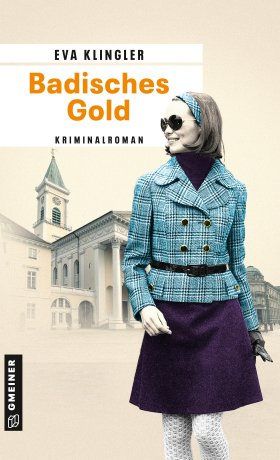 EVA KLINGLER
Badisches
Gold
KRIMINALROMAN
GMEINER